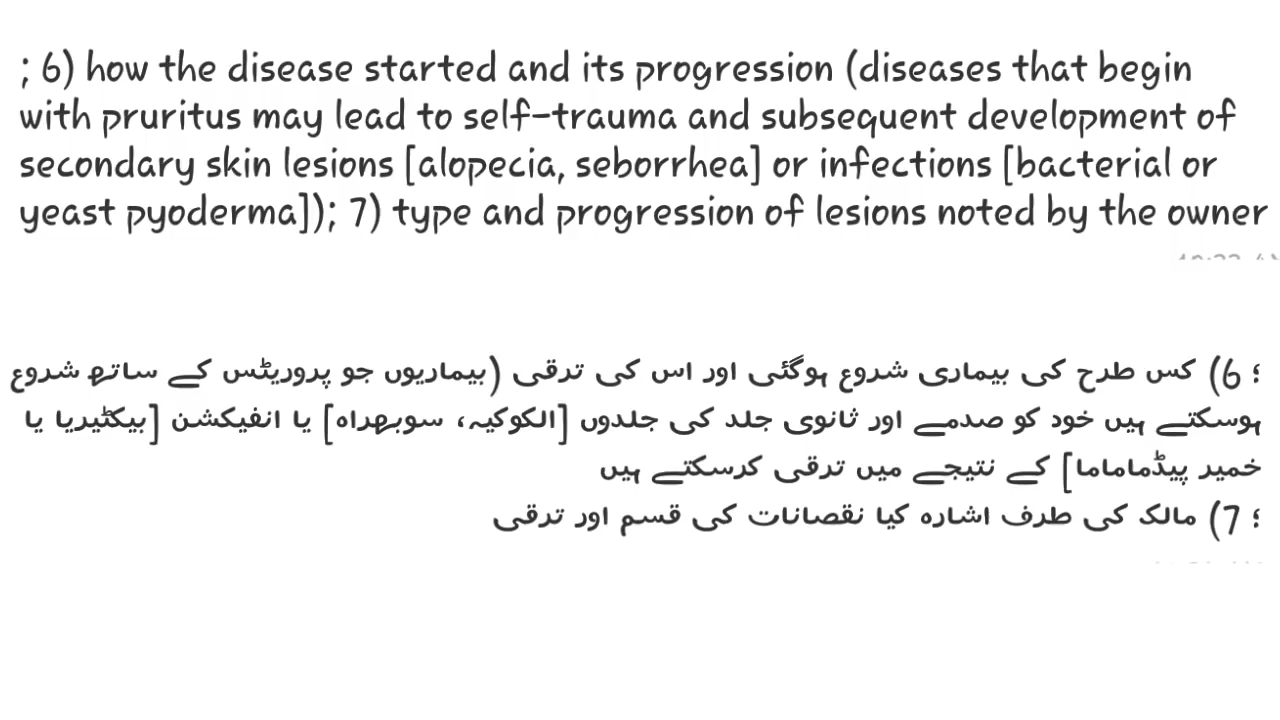 ; 6) how the disease started and its progression (diseases that begin
with pruritus may lead to self-trauma and subsequent development of
secondary skin lesions [alopecia, seborrhea] or infections [bacterial or
yeast pyoderma]); 7) type and progression of lesions noted by the owner
؛ 6) کس طرح کی بیماری شروع ہوگئی اور اس کی ترقی (بیماریوں جو پروریٹس کے ساتھ شروع
ہوسکتے ہیں خود کو صدمے اور ثانوی جلد کی جلدوں [الکوکیہ، سوبھراہ] یا انفیکشن [بیکٹیریا یا
خمیر پیڈماماما] کے نتیجے میں ترقی کرسکتے ہیں
؛ 7) مالک کی طرف اشارہ کیا نقصانات کی قسم اور ترقی